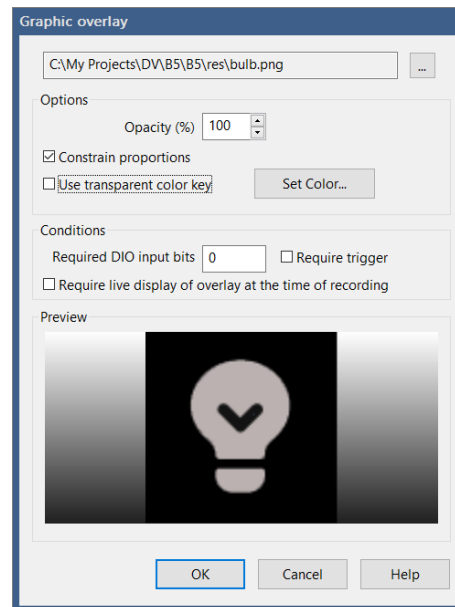 Graphic overlay
C:\My Projects\DV\B5\B5\res\bulb.png
...
Options
Opacity (%) 100
Constrain proportions
Use transparent color key Set Color...
Conditions
Required DIO input bits 0 Require trigger
Require live display of overlay at the time of recording
Preview
OK Cancel Help